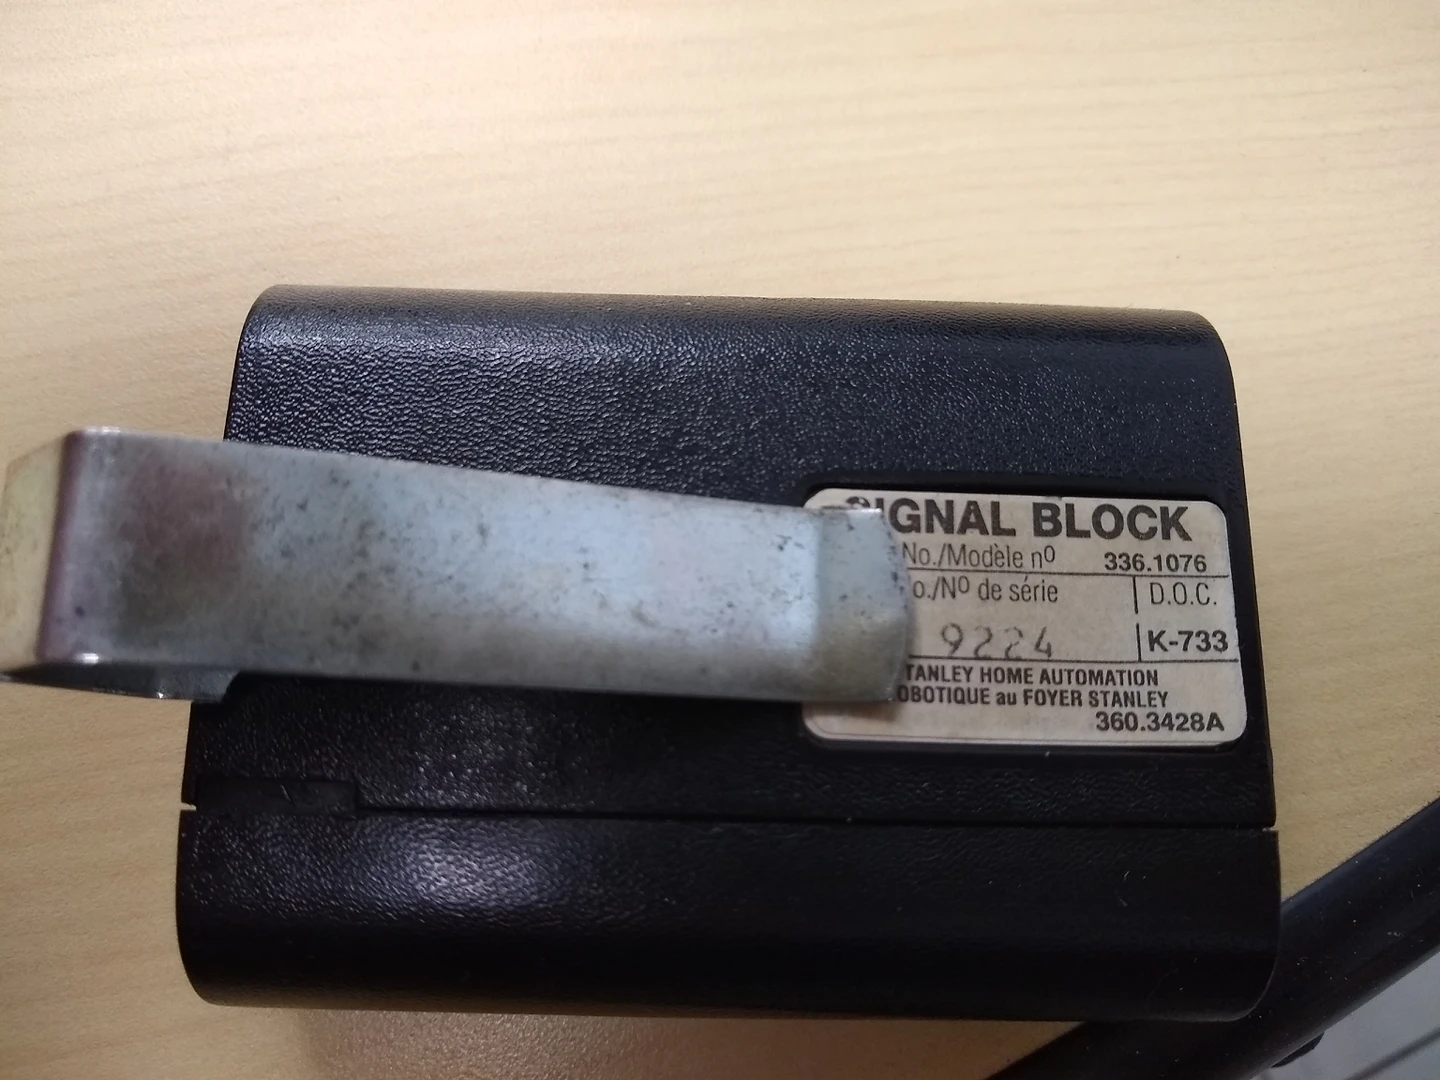 SIGNAL BLOCK
No./Modèle nº 336.1076
o./Nº de série D.O.C.
9224 K-733
TANLEY HOME AUTOMATION
OBOTIQUE au FOYER STANLEY
360.3428A